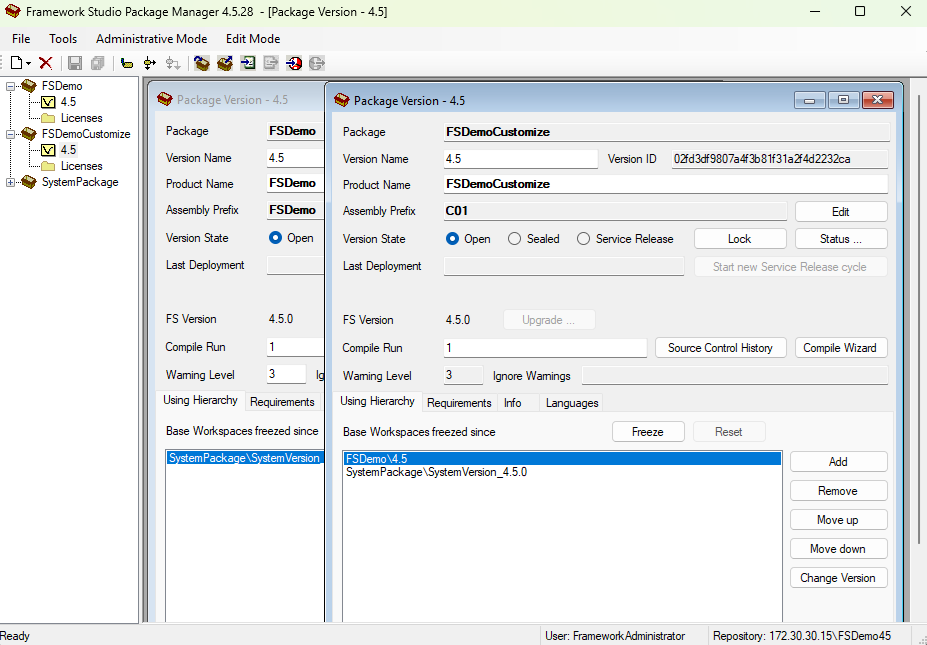 Framework Studio Package Manager 4.5.28 - [Package Version - 4.5]
File Tools Administrative Mode Edit Mode
FSDemo
4.5
Licenses
FSDemoCustomize
4.5
Licenses
SystemPackage
Package Version - 4.5
Package FSDemo
Version Name 4.5
Product Name FSDemo
Assembly Prefix FSDemo
Version State Open
Last Deployment
FS Version 4.5.0
Compile Run 1
Warning Level 3
Using Hierarchy Requirements
Base Workspaces freezed since
SystemPackage\SystemVersion
Package Version - 4.5
Package FSDemoCustomize
Version Name 4.5 Version ID 02fd3df9807a4f3b81f31a2f4d2232ca
Product Name FSDemoCustomize
Assembly Prefix C01 Edit
Version State Open Sealed Service Release Lock Status ...
Last Deployment Start new Service Release cycle
FS Version 4.5.0 Upgrade ...
Compile Run 1 Source Control History Compile Wizard
Warning Level 3 Ignore Warnings
Using Hierarchy Requirements Info Languages
Base Workspaces freezed since Freeze Reset
FSDemo\4.5
SystemPackage\SystemVersion_4.5.0
Add
Remove
Move up
Move down
Change Version
Ready User: FrameworkAdministrator Repository: 172.30.30.15\FSDemo45